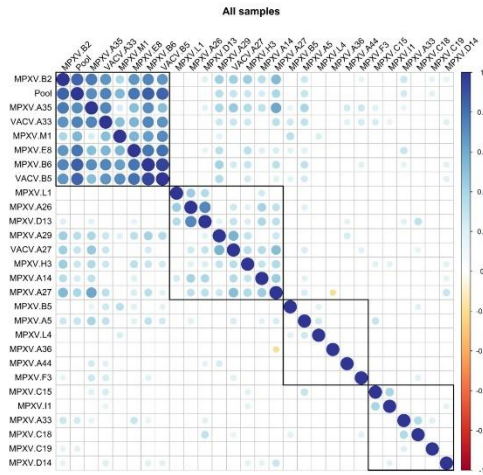 All samples
MPXV.B2
Pool
MPXV.A35
VACV.A33
MPXV.M1
MPXV.E8
MPXV.B6
VACV.B5
MPXV.L1
MPXV.A26
MPXV.D13
MPXV.A29
VACV.A27
MPXV.H3
MPXV.A14
MPXV.A27
MPXV.B5
MPXV.A5
MPXV.L4
MPXV.A36
MPXV.A44
MPXV.F3
MPXV.C15
MPXV.I1
MPXV.A33
MPXV.C18
MPXV.C19
MPXV.D14
MPXV.B2
Pool
MPXV.A35
VACV.A33
MPXV.M1
MPXV.E8
MPXV.B6
VACV.B5
MPXV.L1
MPXV.A26
MPXV.D13
MPXV.A29
VACV.A27
MPXV.H3
MPXV.A14
MPXV.A27
MPXV.B5
MPXV.A5
MPXV.L4
MPXV.A36
MPXV.A44
MPXV.F3
MPXV.C15
MPXV.I1
MPXV.A33
MPXV.C18
MPXV.C19
MPXV.D14